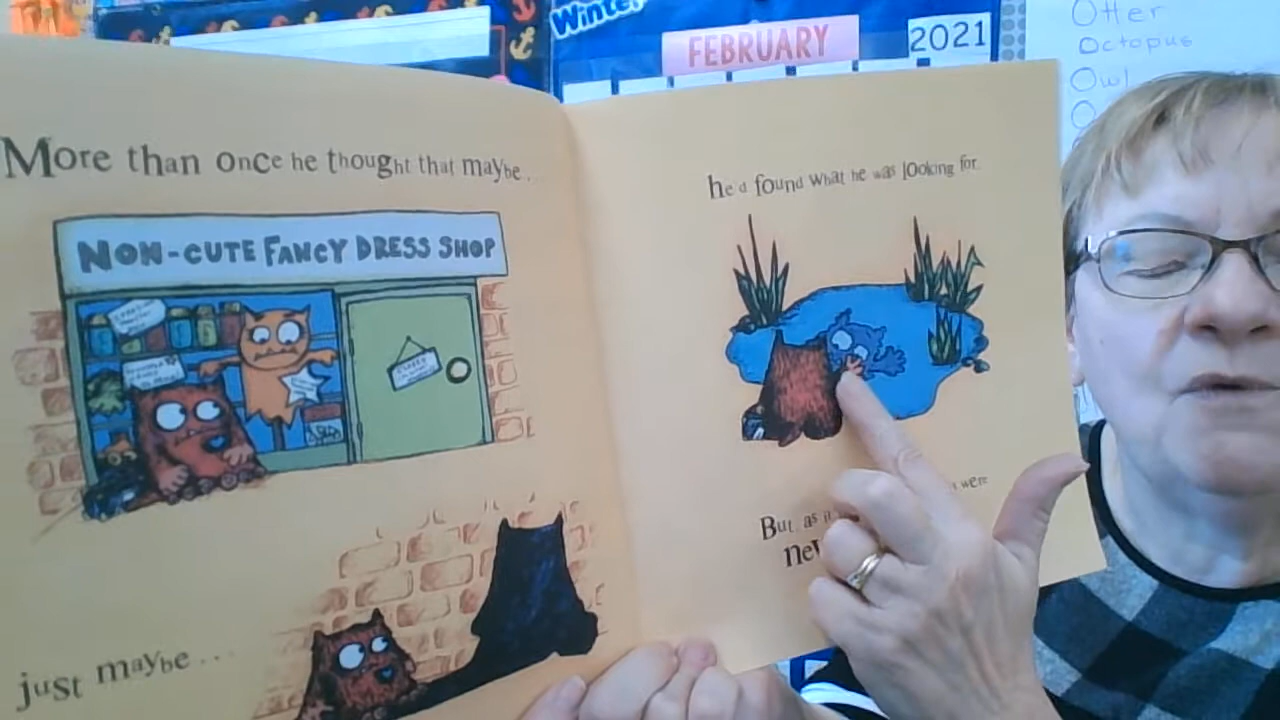 Winter
FEBRUARY
2021
Otter
Octopus
Owl
More than once he thought that maybe...
NON-CUTE FANCY DRESS SHOP
just maybe...
he'd found what he was looking for.
were
But as